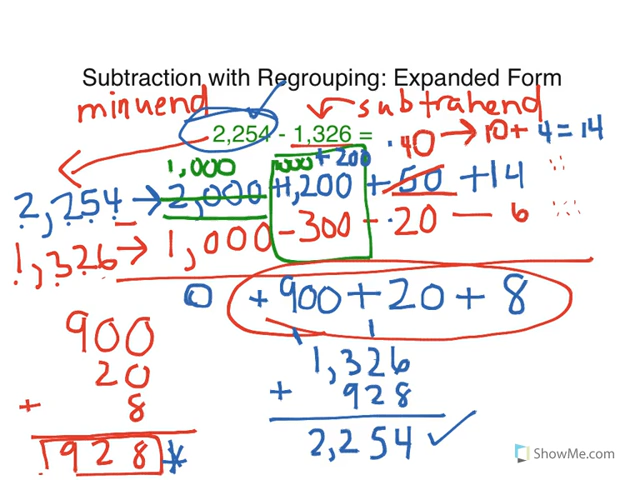 Subtraction with Regrouping: Expanded Form
minuend subtrahend
2,254 - 1,326 =
40 → 10 + 4 = 14
1,000 1000 + 200
2,254 → 2,000 + 1,200 + 50 + 14
1,326 → 1,000 - 300 - 20 - 6
0 + 900 + 20 + 8
900
20
+ 8
928 *
1 1
1,326
+ 928
2,254 ✓
ShowMe.com